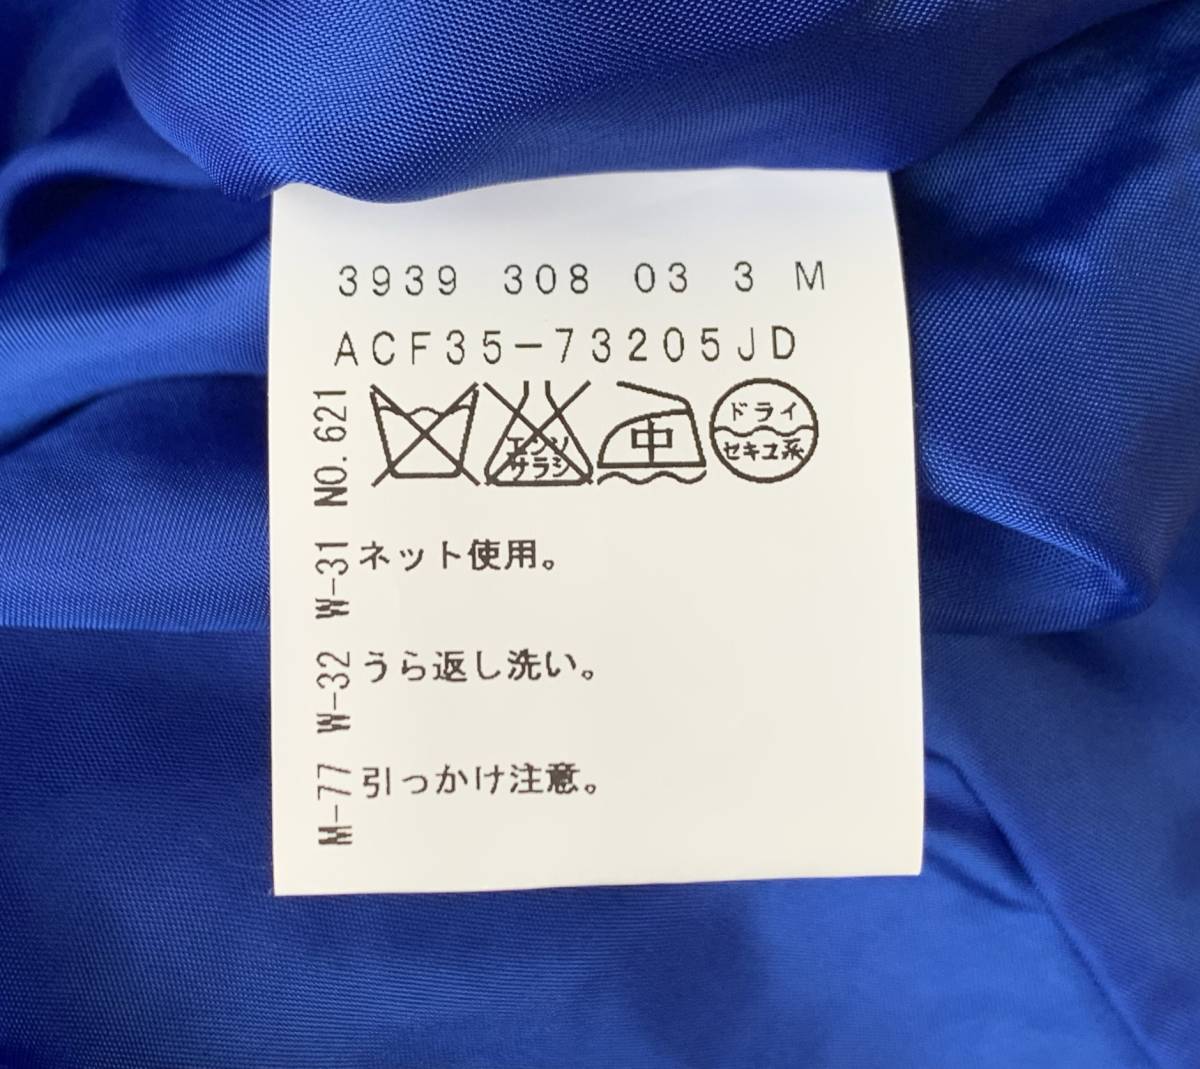 3939 308 03 3 M
ACF35-73205JD
エンソ
サラシ
中
ドライ
セキユ系
NO.621
W-31 ネット使用。
W-32 うら返し洗い。
M-77 引っかけ注意。